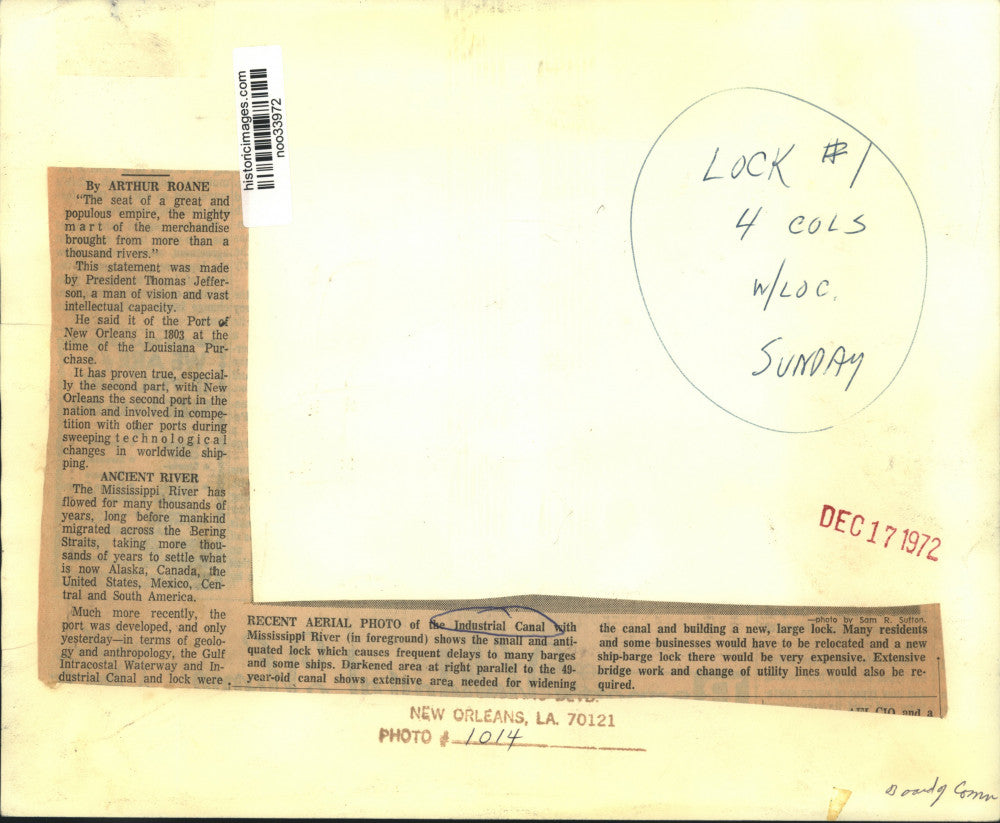 historicimages.com
noo33972
LOCK #1
4 COLS
W/LOC.
SUNDAY
By ARTHUR ROANE
"The seat of a great and
populous empire, the mighty
mart of the merchandise
brought from more than a
thousand rivers."
This statement was made
by President Thomas Jeffer-
son, a man of vision and vast
intellectual capacity.
He said it of the Port of
New Orleans in 1803 at the
time of the Louisiana Pur-
chase.
It has proven true, especial-
ly the second part, with New
Orleans the second port in the
nation and involved in compe-
tition with other ports during
sweeping technological
changes in worldwide ship-
ping.
ANCIENT RIVER
The Mississippi River has
flowed for many thousands of
years, long before mankind
migrated across the Bering
Straits, taking more thou-
sands of years to settle what
is now Alaska, Canada, the
United States, Mexico, Cen-
tral and South America.
Much more recently, the
port was developed, and only
yesterday—in terms of geolo-
gy and anthropology, the Gulf
Intracostal Waterway and In-
dustrial Canal and lock were
DEC 17 1972
—photo by Sam R. Sutton.
RECENT AERIAL PHOTO of the Industrial Canal with
Mississippi River (in foreground) shows the small and anti-
quated lock which causes frequent delays to many barges
and some ships. Darkened area at right parallel to the 49-
year-old canal shows extensive area needed for widening
the canal and building a new, large lock. Many residents
and some businesses would have to be relocated and a new
ship-barge lock there would be very expensive. Extensive
bridge work and change of utility lines would also be re-
quired.
AFL-CIO and a
BLVD.
NEW ORLEANS, LA. 70121
PHOTO # 1014